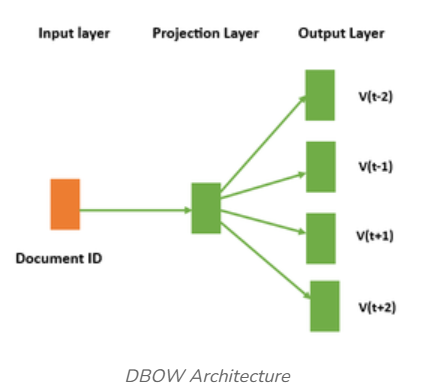 Input layer
Projection Layer
Output Layer
V(t-2)
V(t-1)
V(t+1)
V(t+2)
Document ID
DBOW Architecture